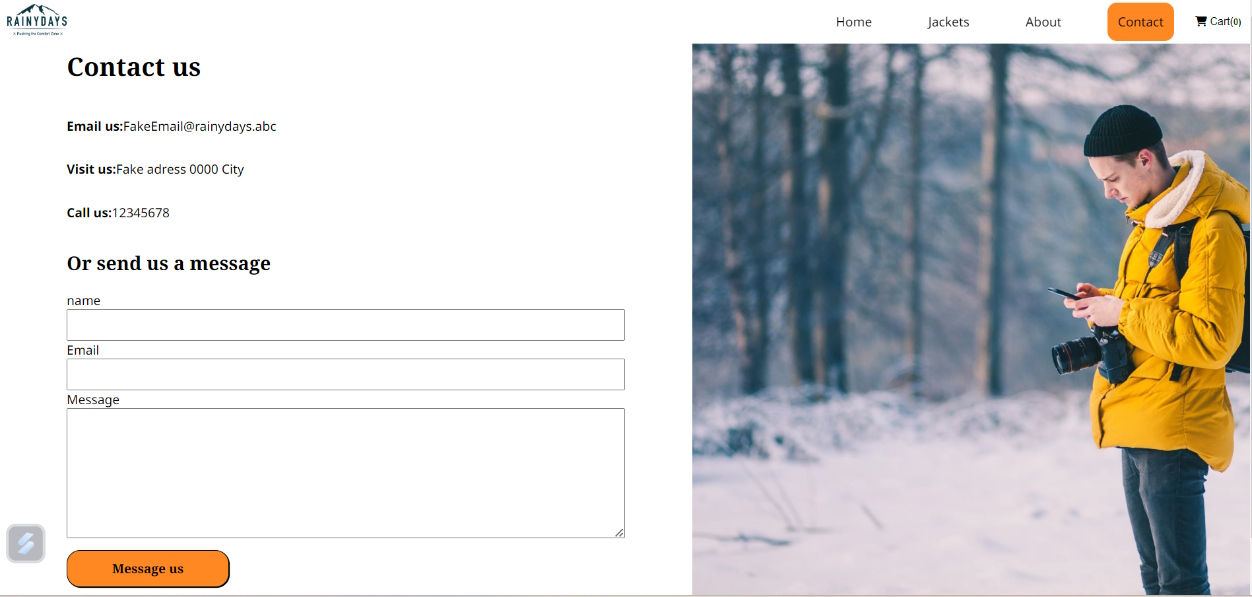 RAINYDAYS
Home Jackets About Contact Cart(0)
Contact us
Email us:FakeEmail@rainydays.abc
Visit us:Fake adress 0000 City
Call us:12345678
Or send us a message
name
Email
Message
Message us